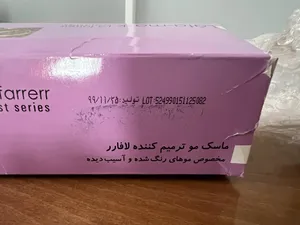 farrerr
st series
LOT 524990151125082 تولید: ۹۹/۱۱/۲۵
ماسک مو ترمیم کننده لافارر
مخصوص موهای رنگ شده و آسیب دیده